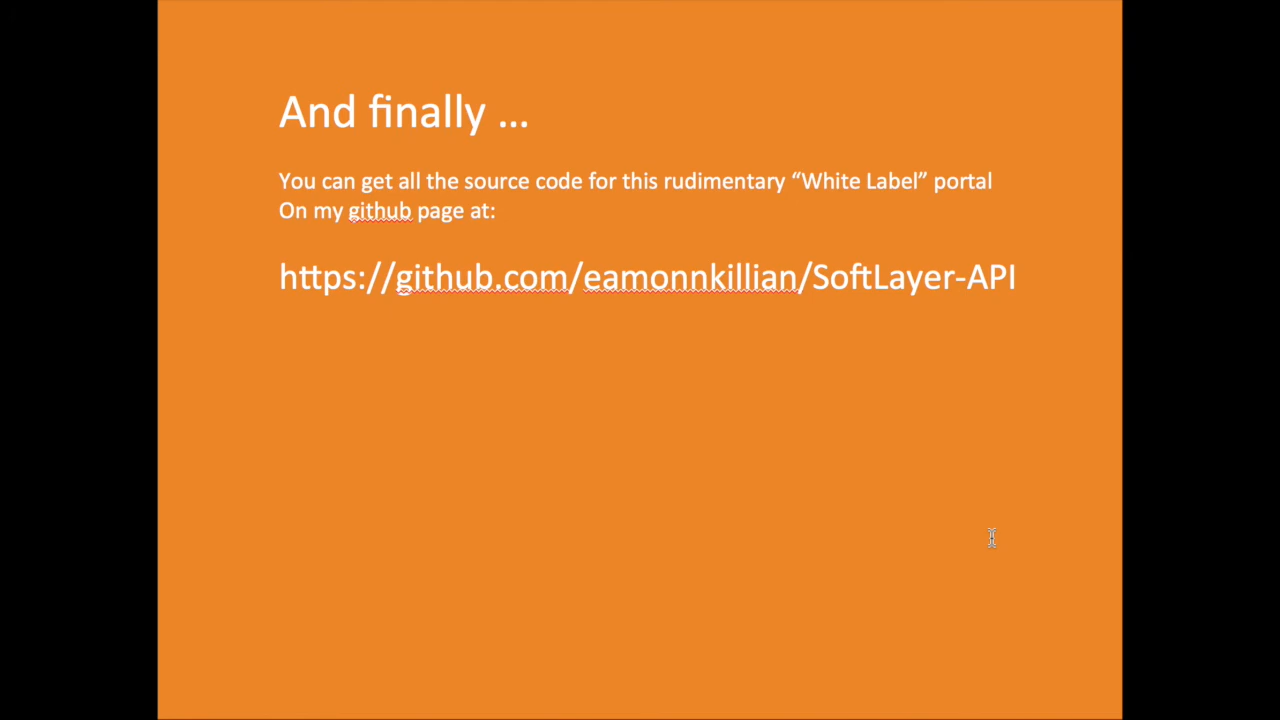 And finally ...
You can get all the source code for this rudimentary “White Label” portal
On my github page at:
https://github.com/eamonnkillian/SoftLayer-API